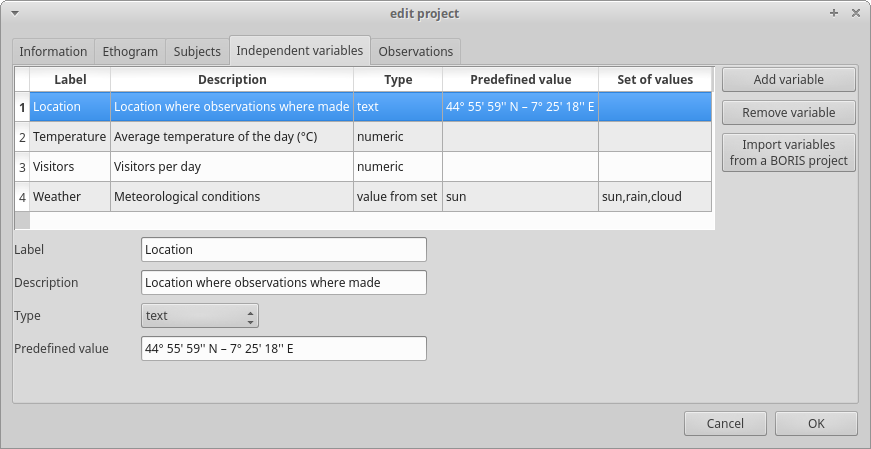 edit project
Information Ethogram Subjects Independent variables Observations
Label Description Type Predefined value Set of values
1 Location Location where observations where made text 44° 55' 59'' N – 7° 25' 18'' E
2 Temperature Average temperature of the day (°C) numeric
3 Visitors Visitors per day numeric
4 Weather Meteorological conditions value from set sun sun,rain,cloud
Add variable
Remove variable
Import variables
from a BORIS project
Label Location
Description Location where observations where made
Type text
Predefined value 44° 55' 59'' N – 7° 25' 18'' E
Cancel OK